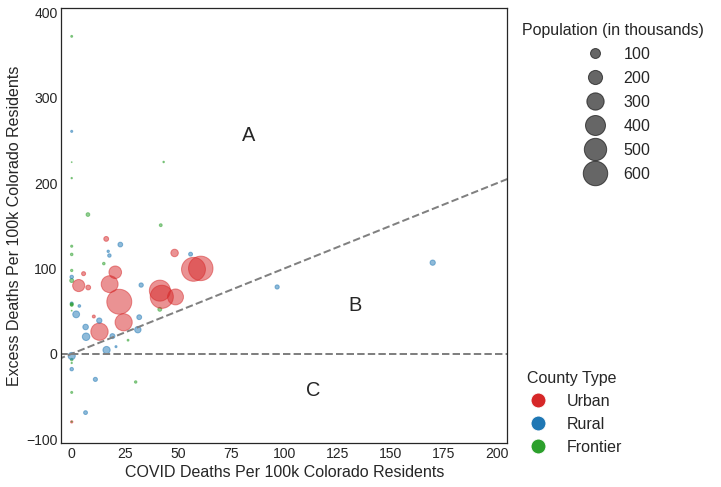 Excess Deaths Per 100k Colorado Residents
400
300
200
100
0
−100
A
B
C
0
25
50
75
100
125
150
175
200
COVID Deaths Per 100k Colorado Residents
Population (in thousands)
100
200
300
400
500
600
County Type
Urban
Rural
Frontier